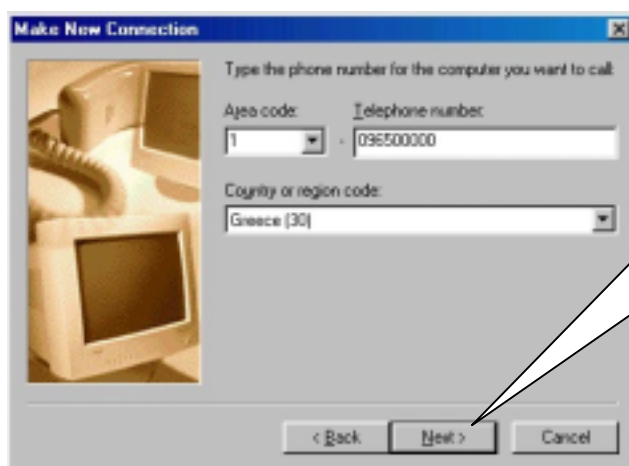 Make New Connection
Type the phone number for the computer you want to call:
Area code:
Telephone number:
1 - 096500000
Country or region code:
Greece (30)
< Back
Next >
Cancel